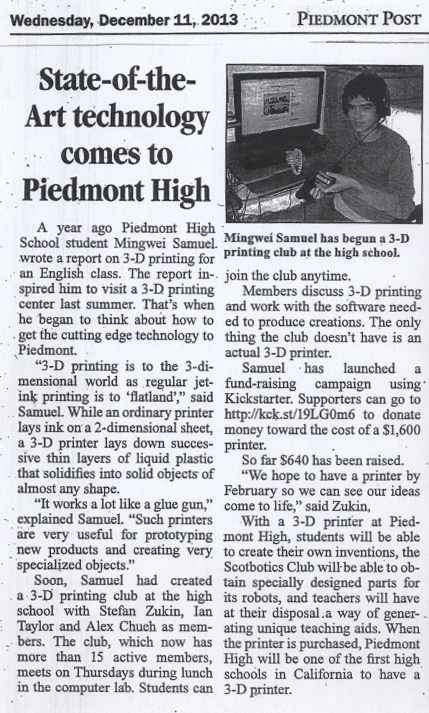 Wednesday, December 11, 2013
PIEDMONT POST
State-of-the-
Art technology
comes to
Piedmont High
A year ago Piedmont High
School student Mingwei Samuel
wrote a report on 3-D printing for
an English class. The report in-
spired him to visit a 3-D printing
center last summer. That's when
he began to think about how to
get the cutting edge technology to
Piedmont.
"3-D printing is to the 3-di-
mensional world as regular jet-
ink printing is to 'flatland'," said
Samuel. While an ordinary printer
lays ink on a 2-dimensional sheet,
a 3-D printer lays down succes-
sive thin layers of liquid plastic
that solidifies into solid objects of
almost any shape.
"It works a lot like a glue gun,"
explained Samuel. "Such printers
are very useful for prototyping
new products and creating very
specialized objects."
Soon, Samuel had created
a 3-D printing club at the high
school with Stefan Zukin, Ian
Taylor and Alex Chueh as mem-
bers. The club, which now has
more than 15 active members,
meets on Thursdays during lunch
in the computer lab. Students can
Mingwei Samuel has begun a 3-D
printing club at the high school.
join the club anytime.
Members discuss 3-D printing
and work with the software need-
ed to produce creations. The only
thing the club doesn't have is an
actual 3-D printer.
Samuel has launched a
fund-raising campaign using
Kickstarter. Supporters can go to
http://kck.st/19LG0m6 to donate
money toward the cost of a $1,600
printer.
So far $640 has been raised.
"We hope to have a printer by
February so we can see our ideas
come to life," said Zukin,
With a 3-D printer at Pied-
mont High, students will be able
to create their own inventions, the
Scotbotics Club will be able to ob-
tain specially designed parts for
its robots, and teachers will have
at their disposal a way of gener-
ating unique teaching aids. When
the printer is purchased, Piedmont
High will be one of the first high
schools in California to have a
3-D printer.